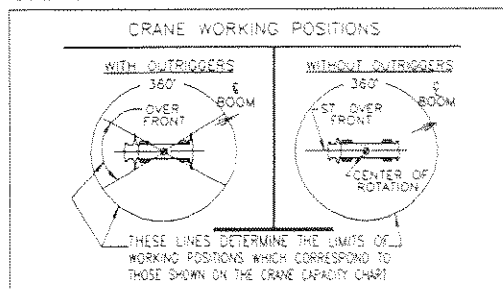 CRANE WORKING POSITIONS
WITH OUTRIGGERS
360°
OVER
FRONT
℄
BOOM
WITHOUT OUTRIGGERS
360°
ST. OVER
FRONT
℄
BOOM
CENTER OF
ROTATION
THESE LINES DETERMINE THE LIMITS OF
WORKING POSITIONS WHICH CORRESPOND TO
THOSE SHOWN ON THE CRANE CAPACITY CHART